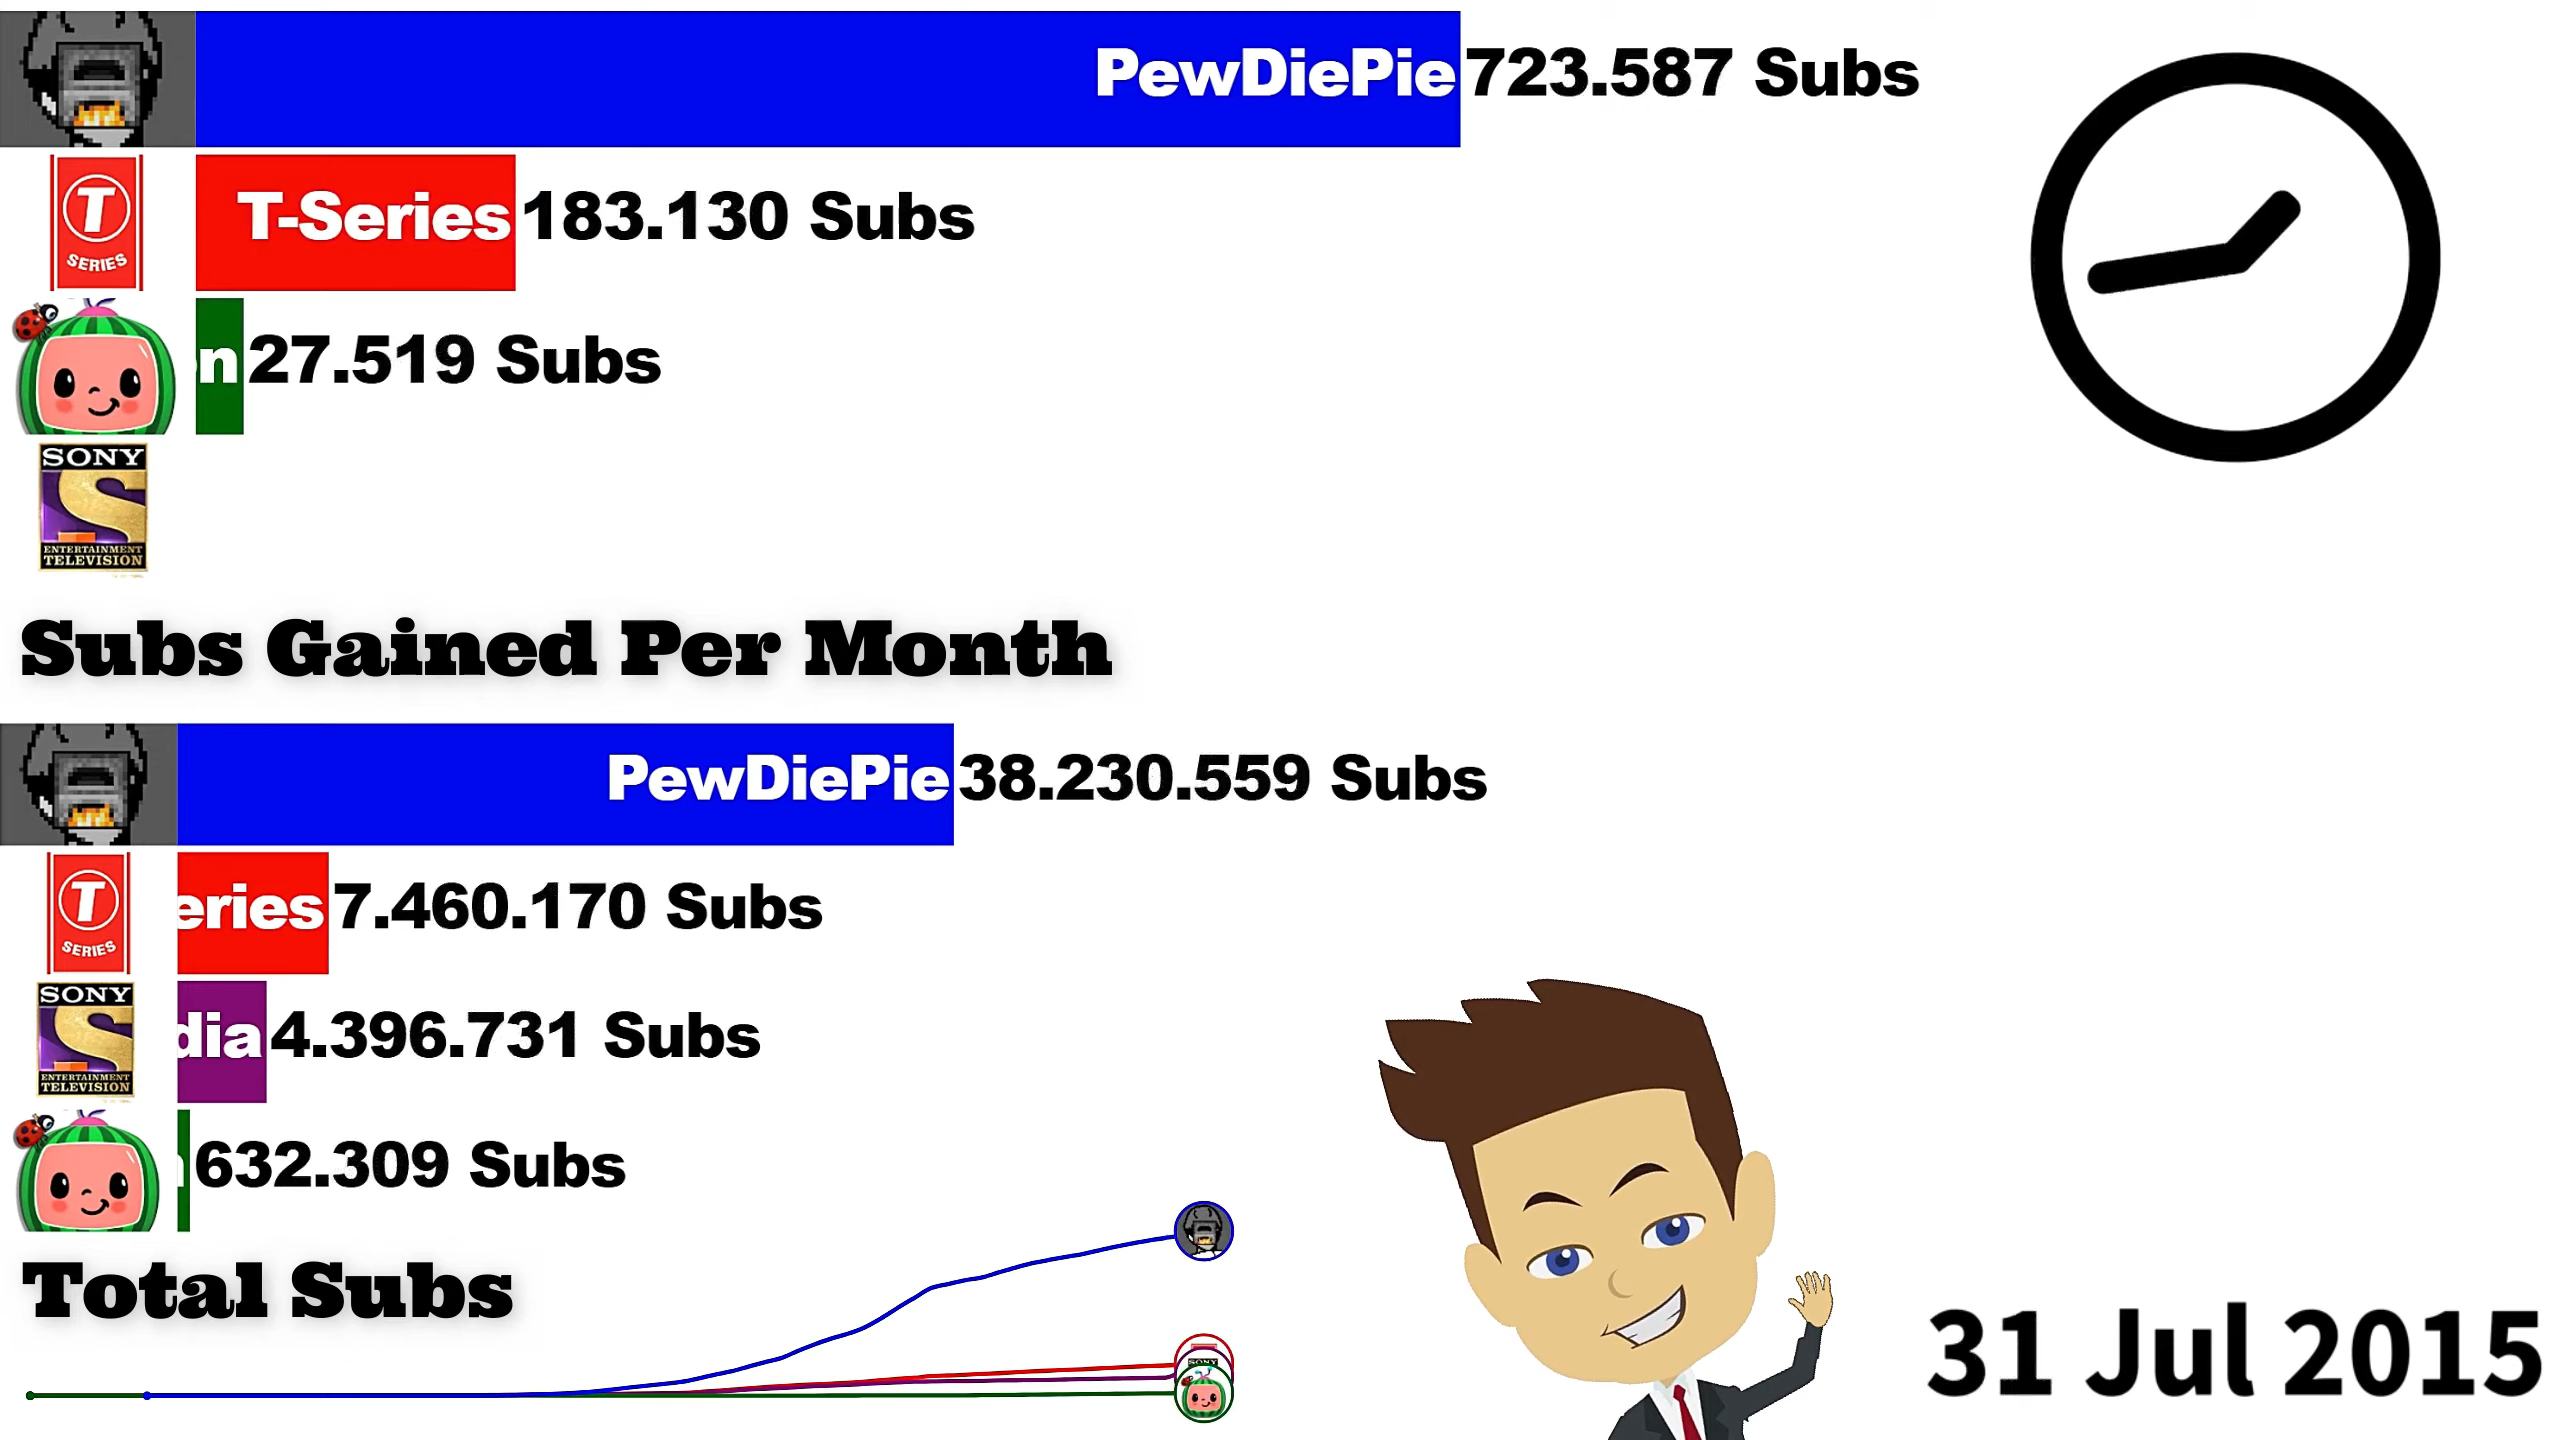 PewDiePie 723.587 Subs
T-Series 183.130 Subs
T
SERIES
n 27.519 Subs
SONY
S
ENTERTAINMENT
TELEVISION
Subs Gained Per Month
PewDiePie 38.230.559 Subs
eries 7.460.170 Subs
T
SERIES
dia 4.396.731 Subs
SONY
S
ENTERTAINMENT
TELEVISION
632.309 Subs
Total Subs
SONY
31 Jul 2015